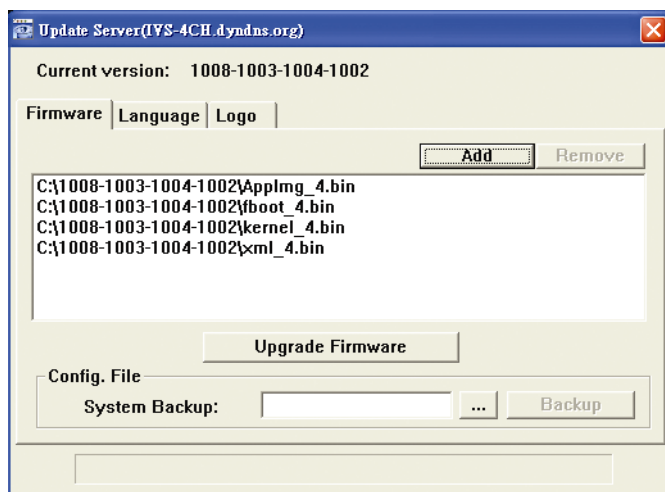 Update Server(IVS-4CH.dyndns.org)
Current version: 1008-1003-1004-1002
Firmware Language Logo
Add Remove
C:\1008-1003-1004-1002\AppImg_4.bin
C:\1008-1003-1004-1002\fboot_4.bin
C:\1008-1003-1004-1002\kernel_4.bin
C:\1008-1003-1004-1002\xml_4.bin
Upgrade Firmware
Config. File
System Backup: ... Backup